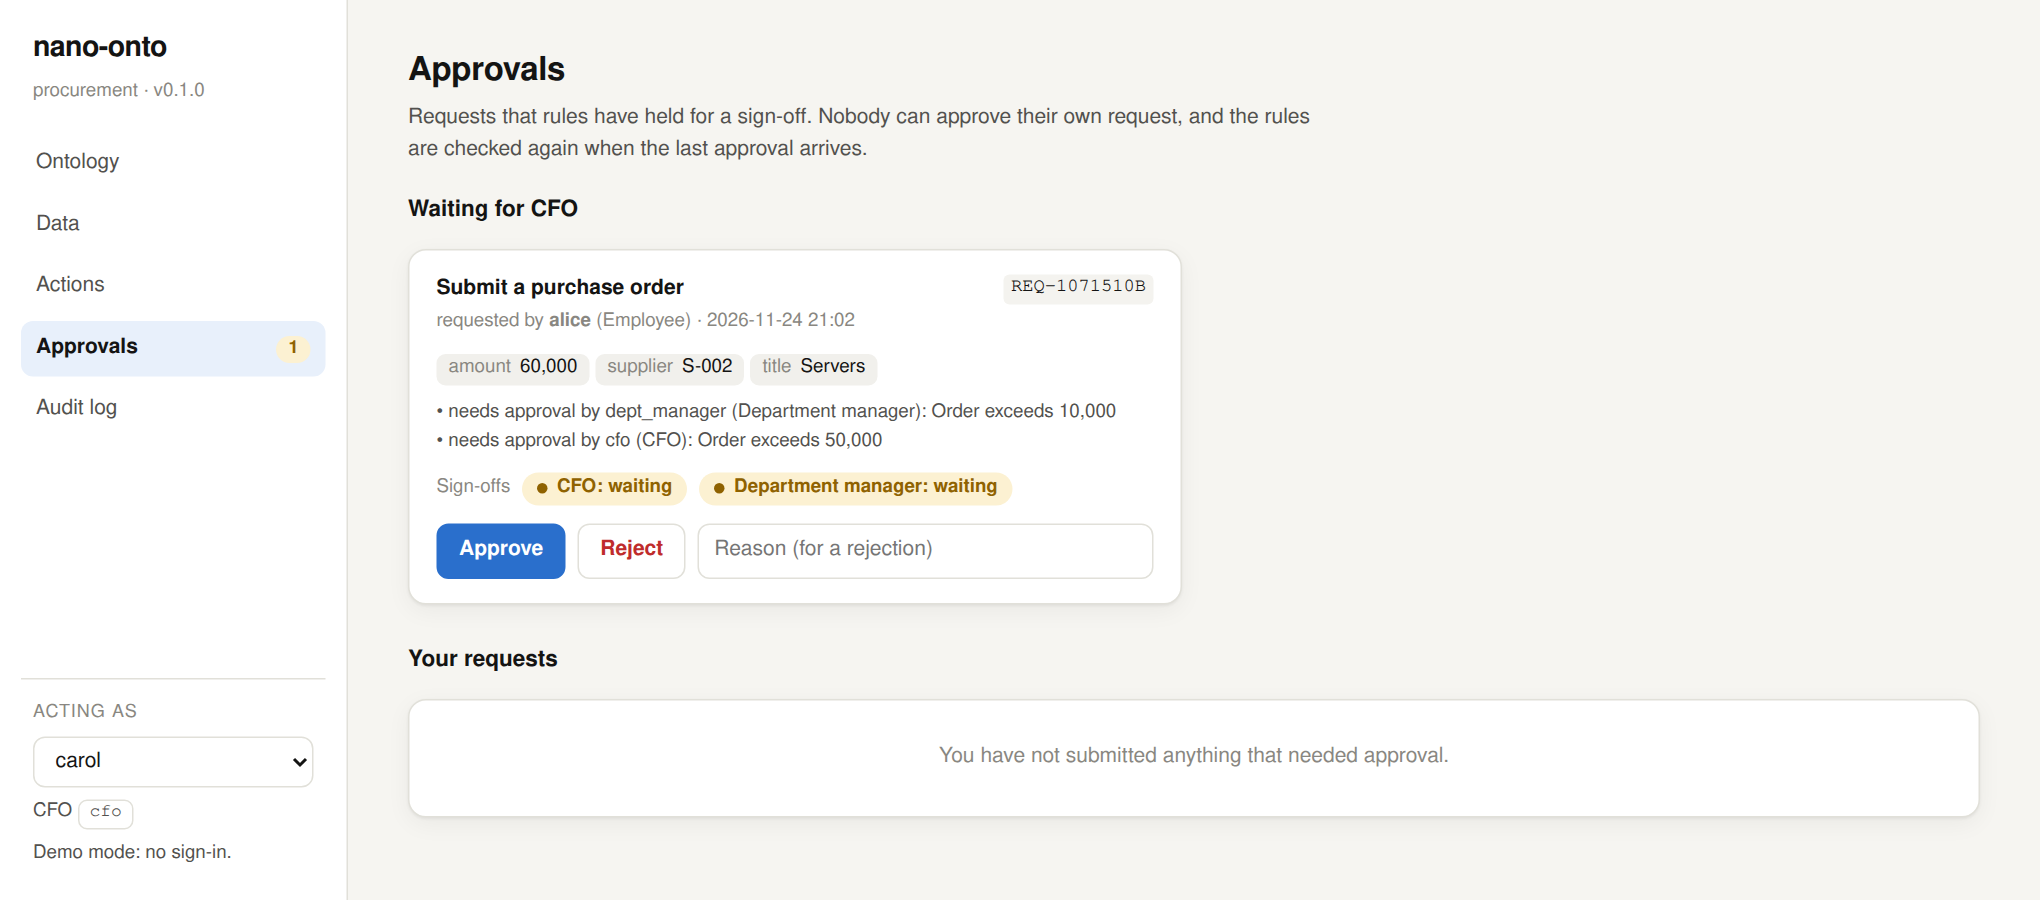 nano-onto
procurement · v0.1.0
Ontology
Data
Actions
Approvals 1
Audit log
ACTING AS
carol
CFO cfo
Demo mode: no sign-in.
Approvals
Requests that rules have held for a sign-off. Nobody can approve their own request, and the rules
are checked again when the last approval arrives.
Waiting for CFO
Submit a purchase order REQ-1071510B
requested by alice (Employee) · 2026-11-24 21:02
amount 60,000 supplier S-002 title Servers
• needs approval by dept_manager (Department manager): Order exceeds 10,000
• needs approval by cfo (CFO): Order exceeds 50,000
Sign-offs ● CFO: waiting ● Department manager: waiting
Approve Reject Reason (for a rejection)
Your requests
You have not submitted anything that needed approval.